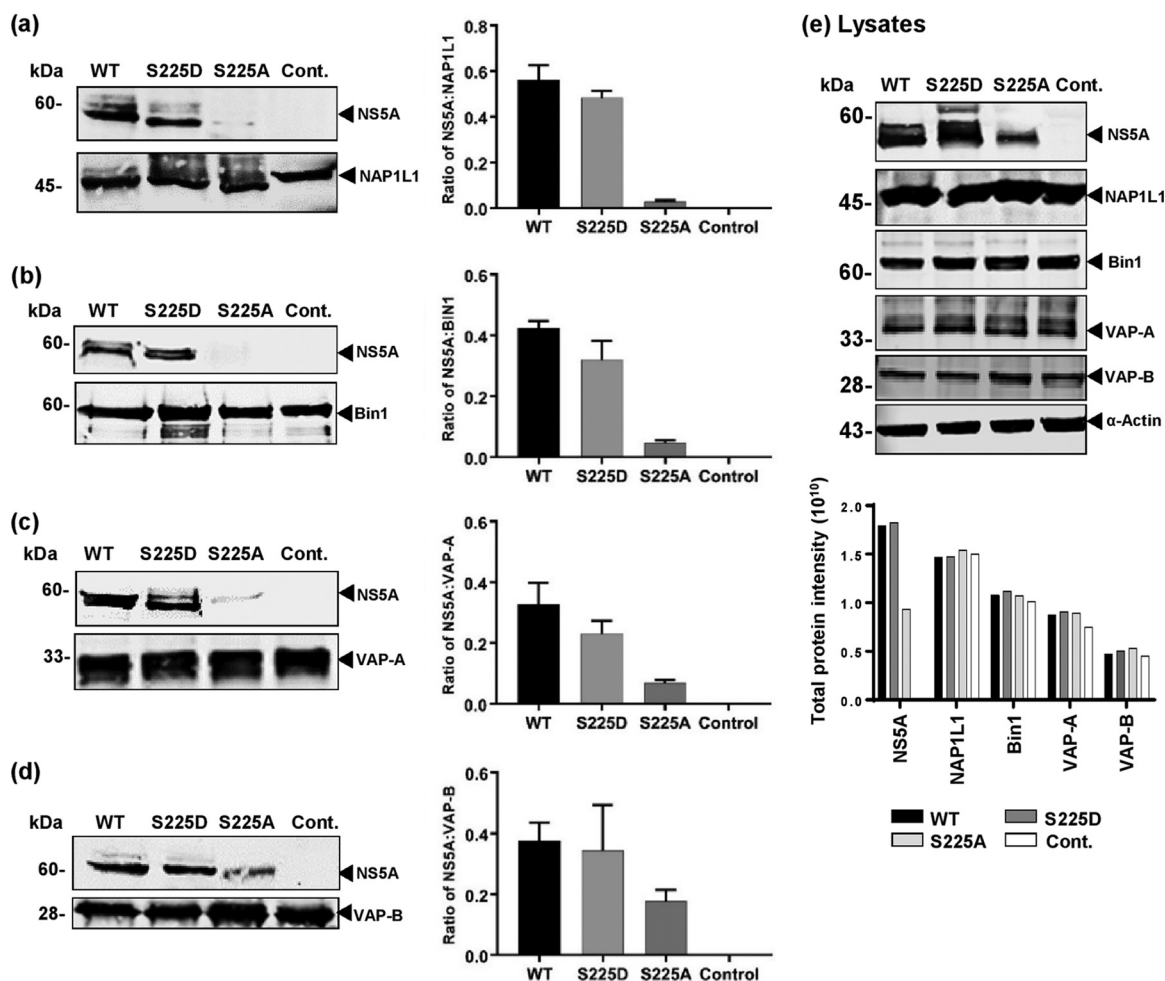 (a)
kDa
WT S225D S225A Cont.
60-
NS5A
45-
NAP1L1
Ratio of NS5A:NAP1L1
0.8
0.6
0.4
0.2
0.0
WT S225D S225A Control
(b)
kDa
WT S225D S225A Cont.
60-
NS5A
60-
Bin1
Ratio of NS5A:BIN1
0.6
0.4
0.2
0.0
WT S225D S225A Control
(c)
kDa
WT S225D S225A Cont.
60-
NS5A
33-
VAP-A
Ratio of NS5A:VAP-A
0.6
0.4
0.2
0.0
WT S225D S225A Control
(d)
kDa
WT S225D S225A Cont.
60-
NS5A
28-
VAP-B
Ratio of NS5A:VAP-B
0.6
0.4
0.2
0.0
WT S225D S225A Control
(e) Lysates
kDa
WT S225D S225A Cont.
60
NS5A
45-
NAP1L1
60-
Bin1
33-
VAP-A
28-
VAP-B
43-
α-Actin
Total protein intensity (10¹⁰)
2.0
1.5
1.0
0.5
0.0
NS5A
NAP1L1
Bin1
VAP-A
VAP-B
WT S225D
S225A Cont.